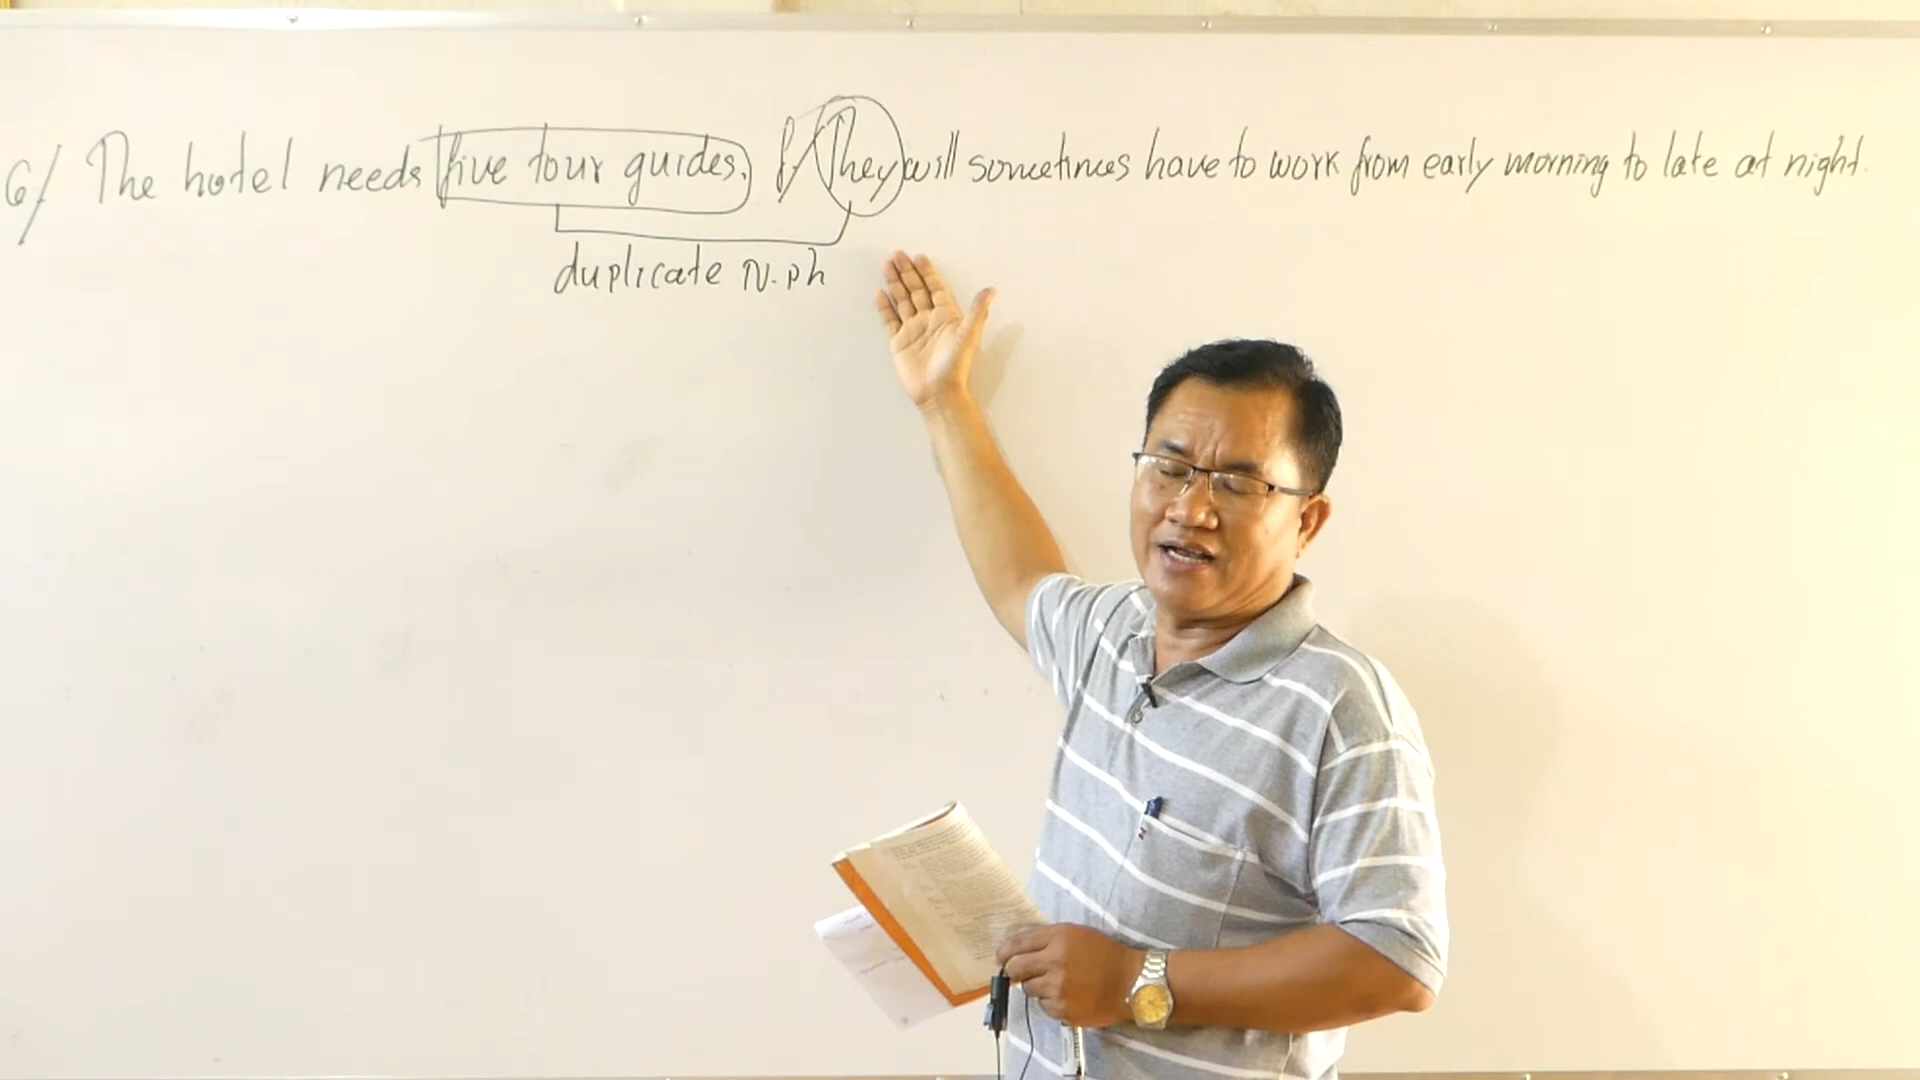 6/ The hotel needs five tour guides. They will sometimes have to work from early morning to late at night.
duplicate N.ph